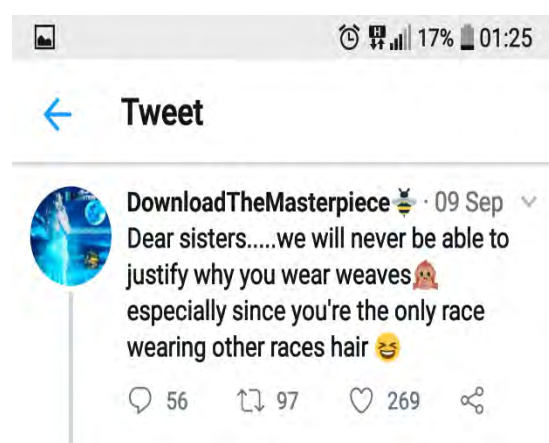 17% 01:25
Tweet
DownloadTheMasterpiece🐝 · 09 Sep
Dear sisters.....we will never be able to
justify why you wear weaves🙊
especially since you're the only race
wearing other races hair 😆
56 97 269